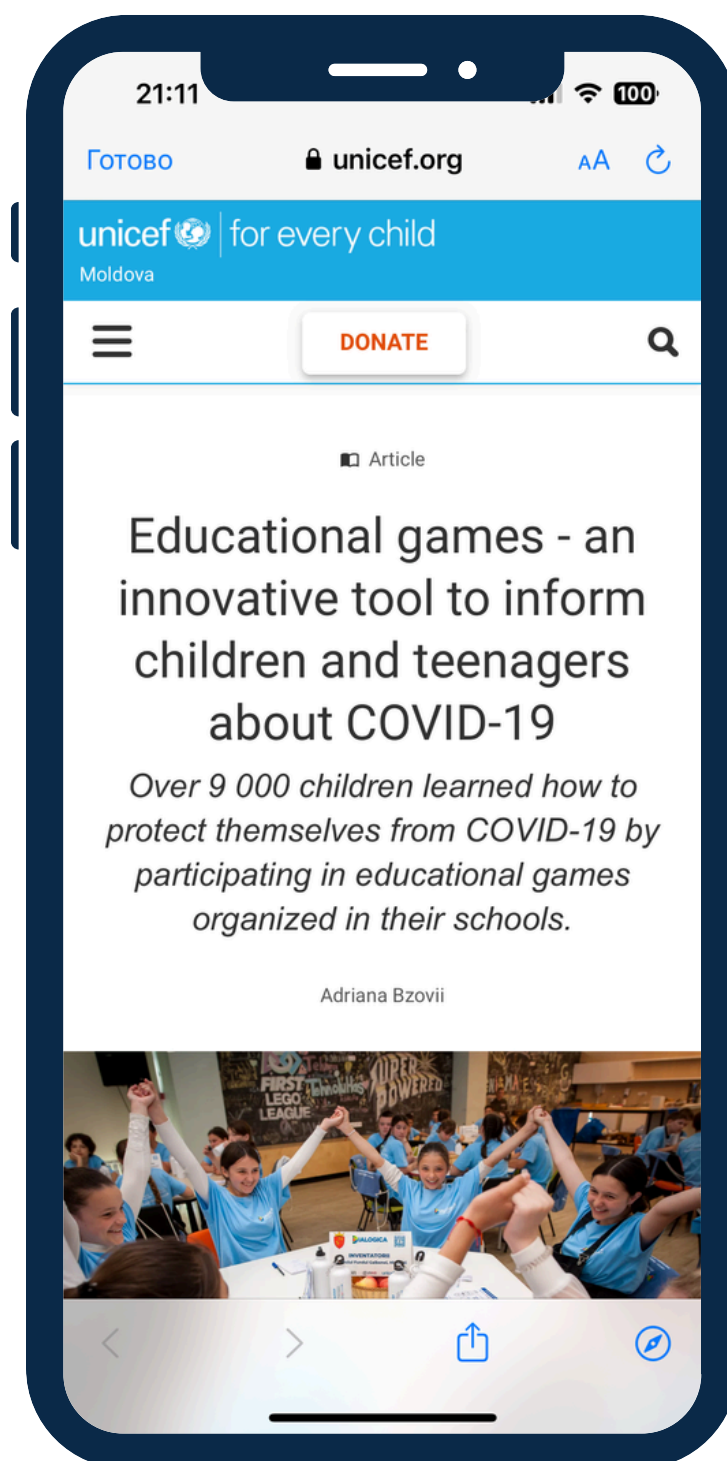 21:11
100
Готово
unicef.org
AA
unicef
for every child
Moldova
DONATE
Article
Educational games - an
innovative tool to inform
children and teenagers
about COVID-19
Over 9 000 children learned how to
protect themselves from COVID-19 by
participating in educational games
organized in their schools.
Adriana Bzovii
FIRST
LEGO
LEAGUE
SUPER
POWERED
DIALOGICA
INVENTATORII